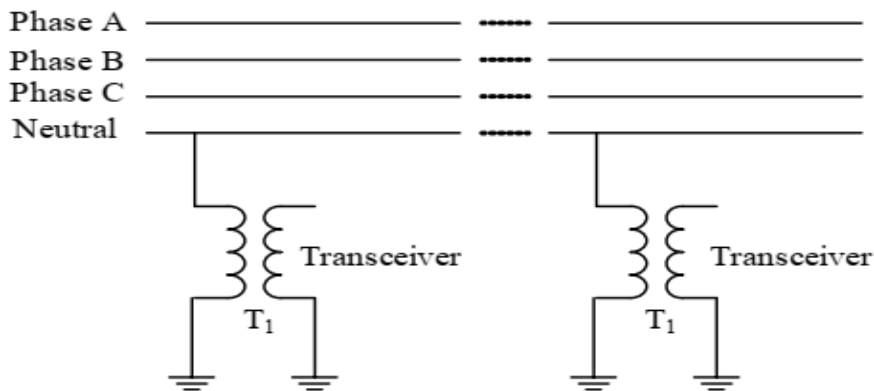 Phase A
Phase B
Phase C
Neutral
Transceiver
Transceiver
T₁
T₁